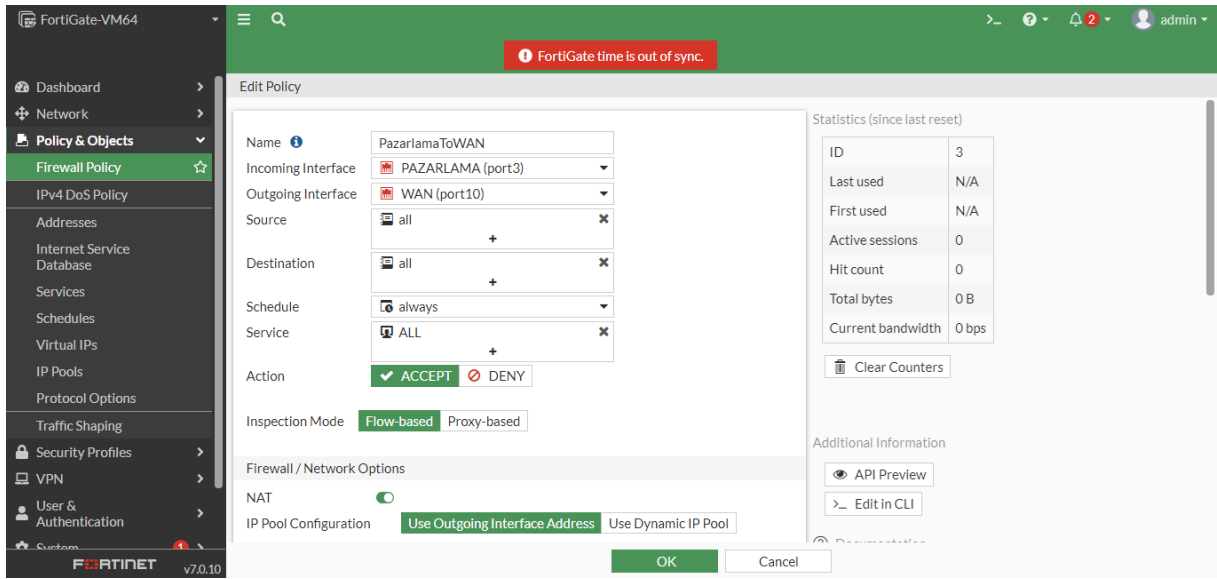 FortiGate-VM64
2
admin
FortiGate time is out of sync.
Dashboard
Network
Policy & Objects
Firewall Policy
IPv4 DoS Policy
Addresses
Internet Service
Database
Services
Schedules
Virtual IPs
IP Pools
Protocol Options
Traffic Shaping
Security Profiles
VPN
User &
Authentication
System
1
FORTINET
v7.0.10
Edit Policy
Name
PazarlamaToWAN
Incoming Interface
PAZARLAMA (port3)
Outgoing Interface
WAN (port10)
Source
all
+
Destination
all
+
Schedule
always
Service
ALL
+
Action
ACCEPT
DENY
Inspection Mode
Flow-based
Proxy-based
Firewall / Network Options
NAT
IP Pool Configuration
Use Outgoing Interface Address
Use Dynamic IP Pool
OK
Cancel
Statistics (since last reset)
ID 3
Last used N/A
First used N/A
Active sessions 0
Hit count 0
Total bytes 0 B
Current bandwidth 0 bps
Clear Counters
Additional Information
API Preview
>_ Edit in CLI
Documentation